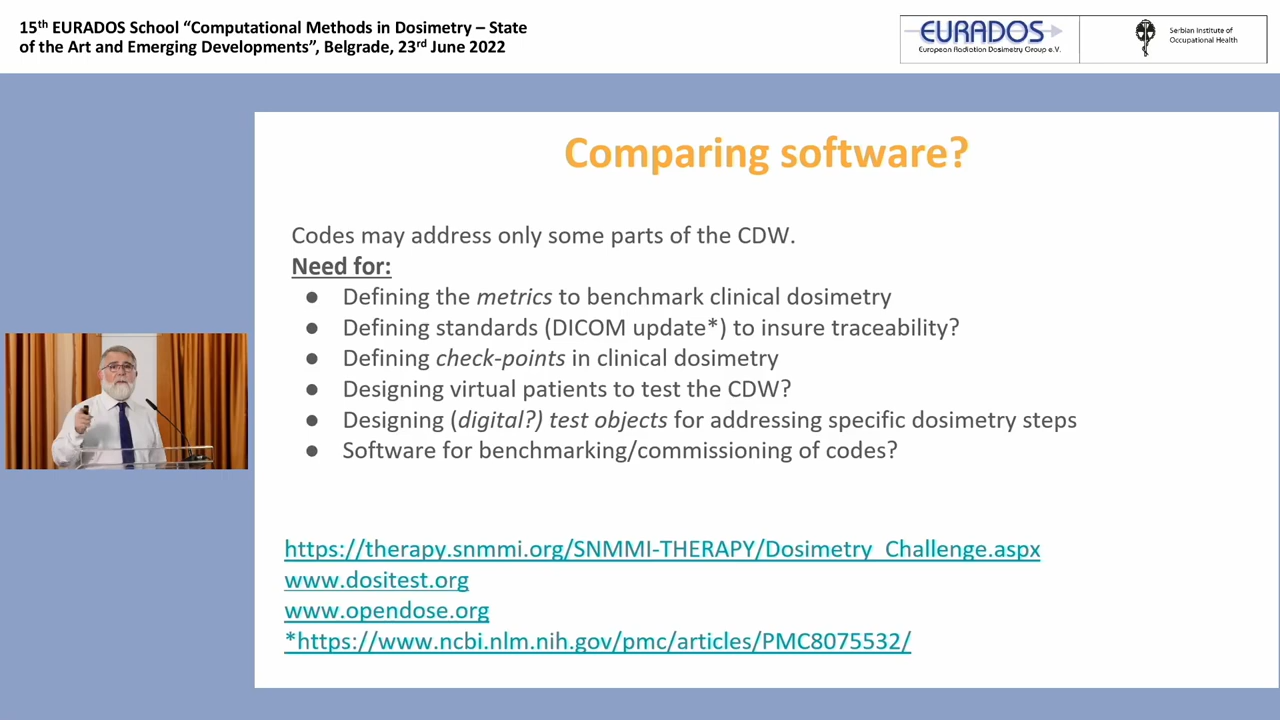 15th EURADOS School “Computational Methods in Dosimetry – State
of the Art and Emerging Developments”, Belgrade, 23rd June 2022
EURADOS
European Radiation Dosimetry Group e.V.
Serbian Institute of
Occupational Health
Comparing software?
Codes may address only some parts of the CDW.
Need for:
● Defining the metrics to benchmark clinical dosimetry
● Defining standards (DICOM update*) to insure traceability?
● Defining check-points in clinical dosimetry
● Designing virtual patients to test the CDW?
● Designing (digital?) test objects for addressing specific dosimetry steps
● Software for benchmarking/commissioning of codes?
https://therapy.snmmi.org/SNMMI-THERAPY/Dosimetry_Challenge.aspx
www.dositest.org
www.opendose.org
*https://www.ncbi.nlm.nih.gov/pmc/articles/PMC8075532/